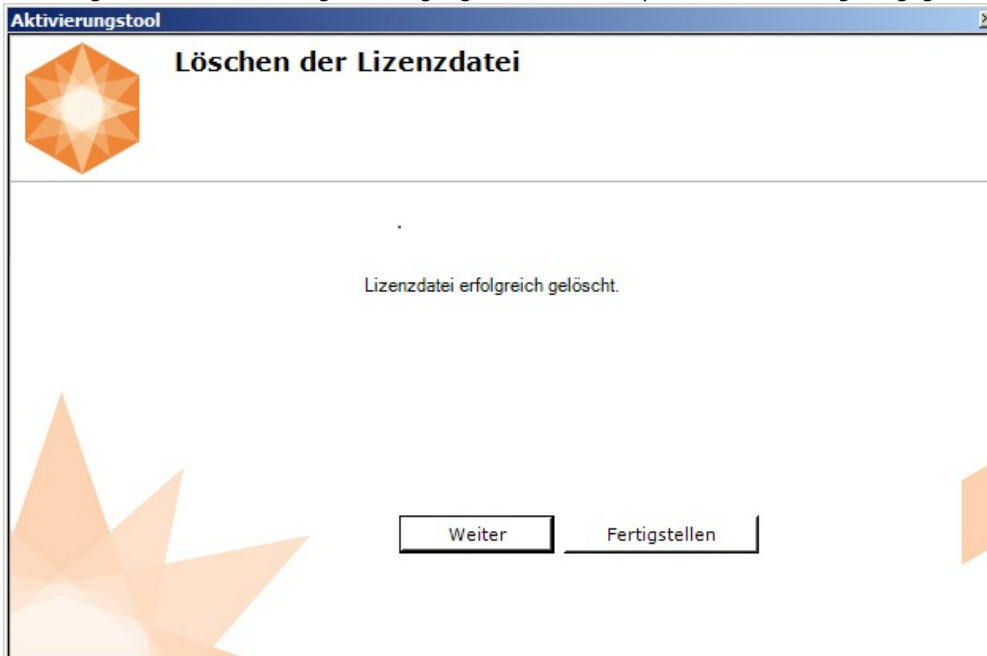 Aktivierungstool
Löschen der Lizenzdatei
Lizenzdatei erfolgreich gelöscht.
Weiter
Fertigstellen